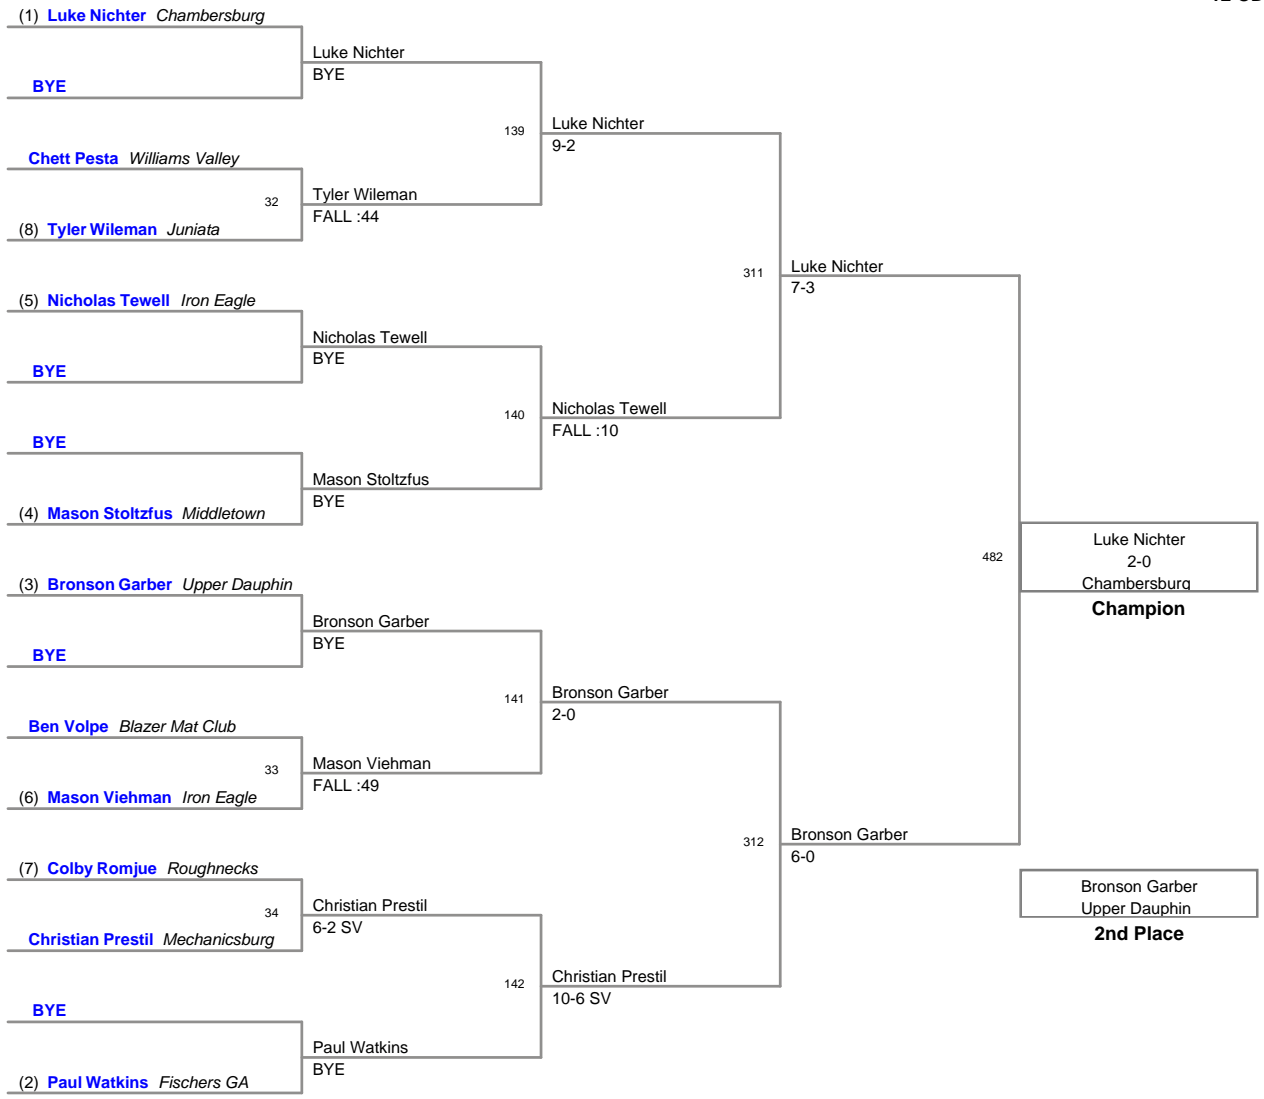 (1) Luke Nichter Chambersburg
Luke Nichter
BYE
BYE
139
Luke Nichter
9-2
Chett Pesta Williams Valley
32
Tyler Wileman
FALL :44
(8) Tyler Wileman Juniata
311
Luke Nichter
7-3
(5) Nicholas Tewell Iron Eagle
Nicholas Tewell
BYE
BYE
140
Nicholas Tewell
FALL :10
BYE
Mason Stoltzfus
BYE
(4) Mason Stoltzfus Middletown
482
Luke Nichter
2-0
Chambersburg
Champion
(3) Bronson Garber Upper Dauphin
Bronson Garber
BYE
BYE
141
Bronson Garber
2-0
Ben Volpe Blazer Mat Club
33
Mason Viehman
FALL :49
(6) Mason Viehman Iron Eagle
312
Bronson Garber
6-0
(7) Colby Romjue Roughnecks
34
Christian Prestil
6-2 SV
Christian Prestil Mechanicsburg
Bronson Garber
Upper Dauphin
2nd Place
142
Christian Prestil
10-6 SV
BYE
Paul Watkins
BYE
(2) Paul Watkins Fischers GA